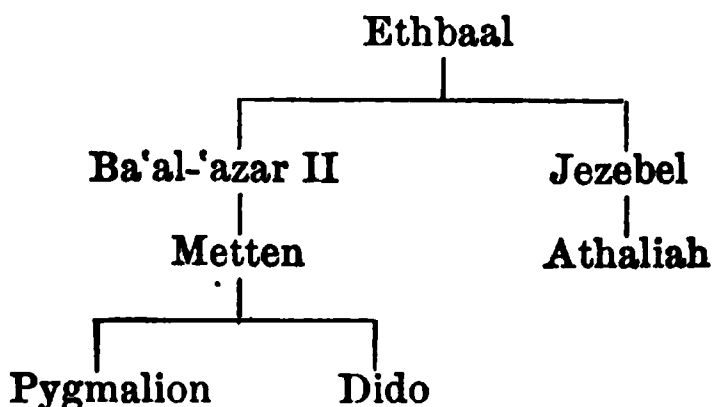 Ethbaal
Ba‘al-‘azar II Jezebel
Metten Athaliah
Pygmalion Dido